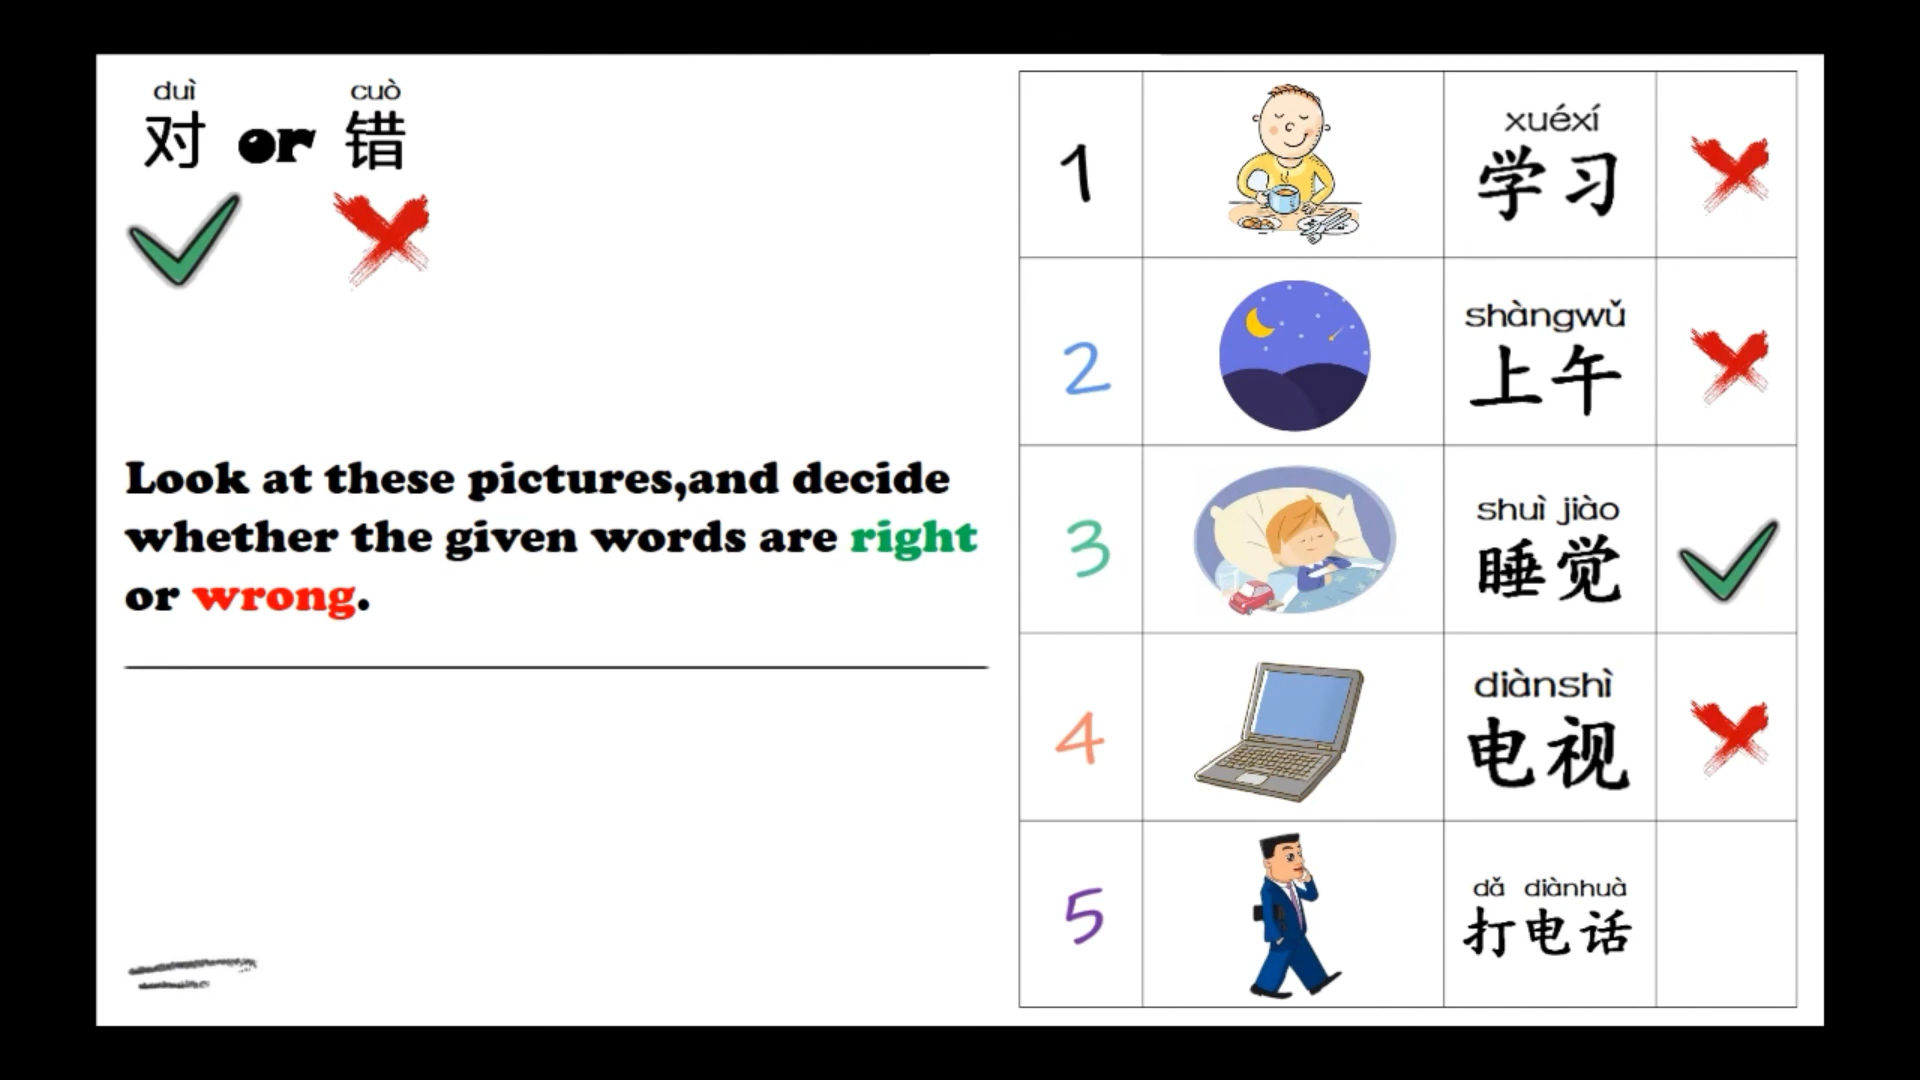 duì cuò
对 or 错
Look at these pictures,and decide
whether the given words are right
or wrong.
1
xuéxí
学习
2
shàngwǔ
上午
3
shuì jiào
睡觉
4
diànshì
电视
5
dǎ diànhuà
打电话